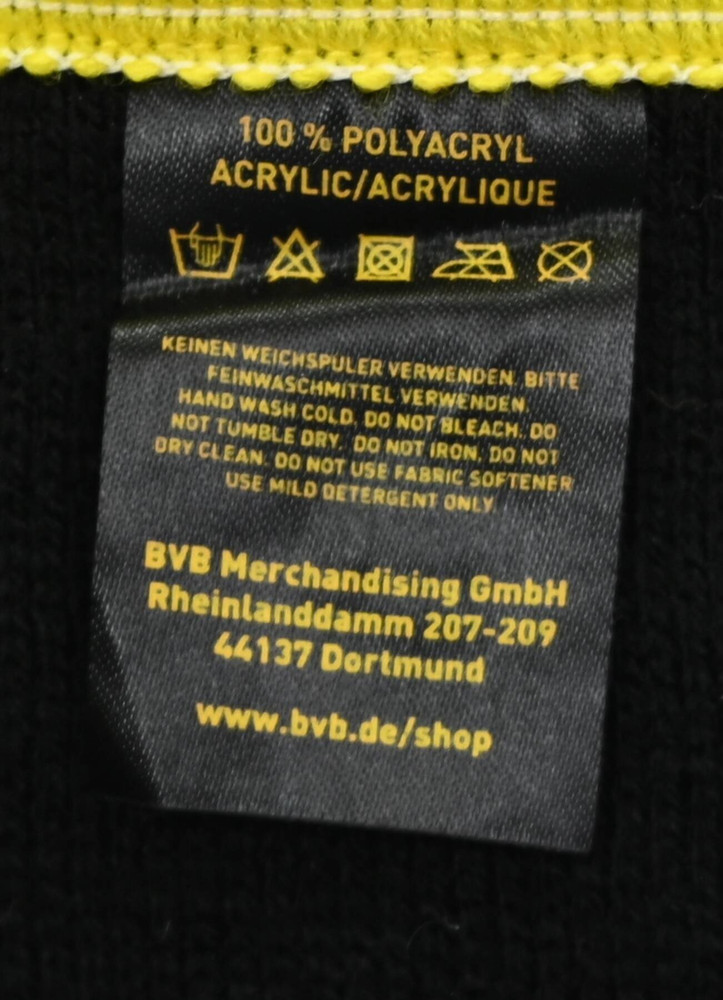 100 % POLYACRYL
ACRYLIC/ACRYLIQUE
KEINEN WEICHSPÜLER VERWENDEN. BITTE
FEINWASCHMITTEL VERWENDEN.
HAND WASH COLD. DO NOT BLEACH. DO
NOT TUMBLE DRY. DO NOT IRON. DO NOT
DRY CLEAN. DO NOT USE FABRIC SOFTENER
USE MILD DETERGENT ONLY.
BVB Merchandising GmbH
Rheinlanddamm 207-209
44137 Dortmund
www.bvb.de/shop